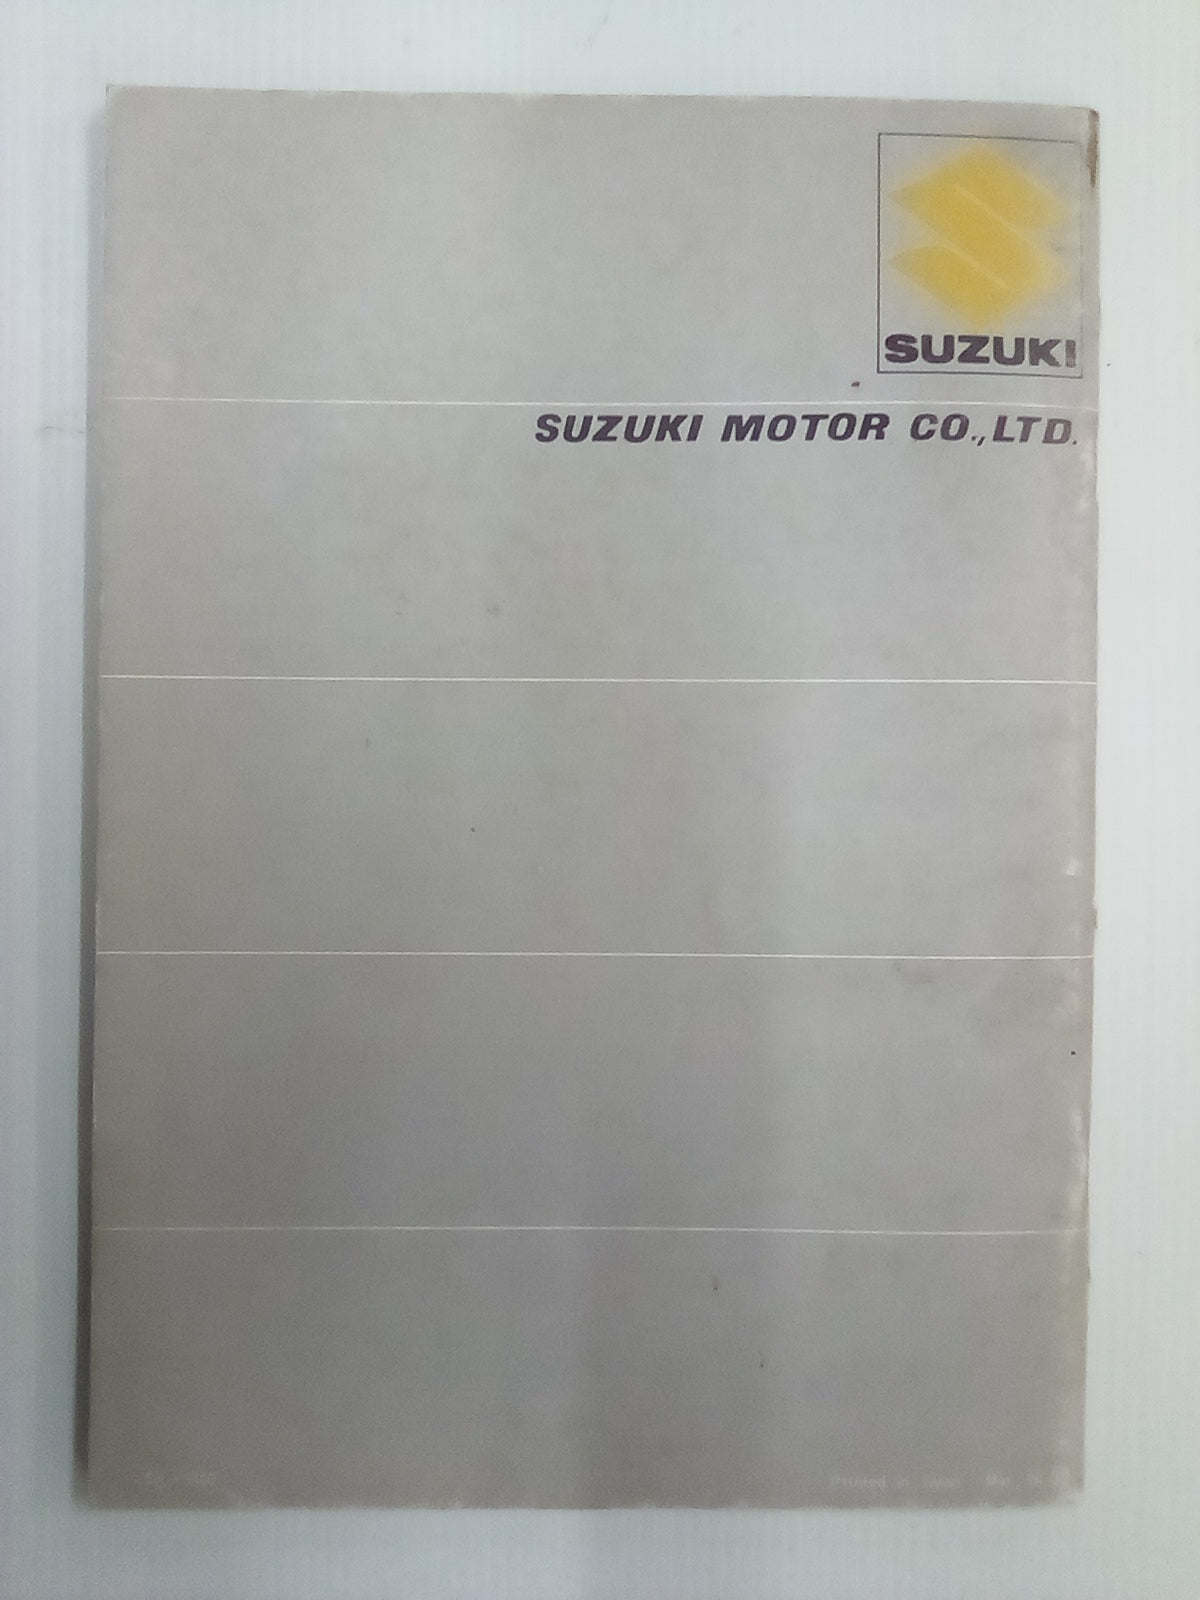 SUZUKI
SUZUKI MOTOR CO.,LTD.
Printed in Japan